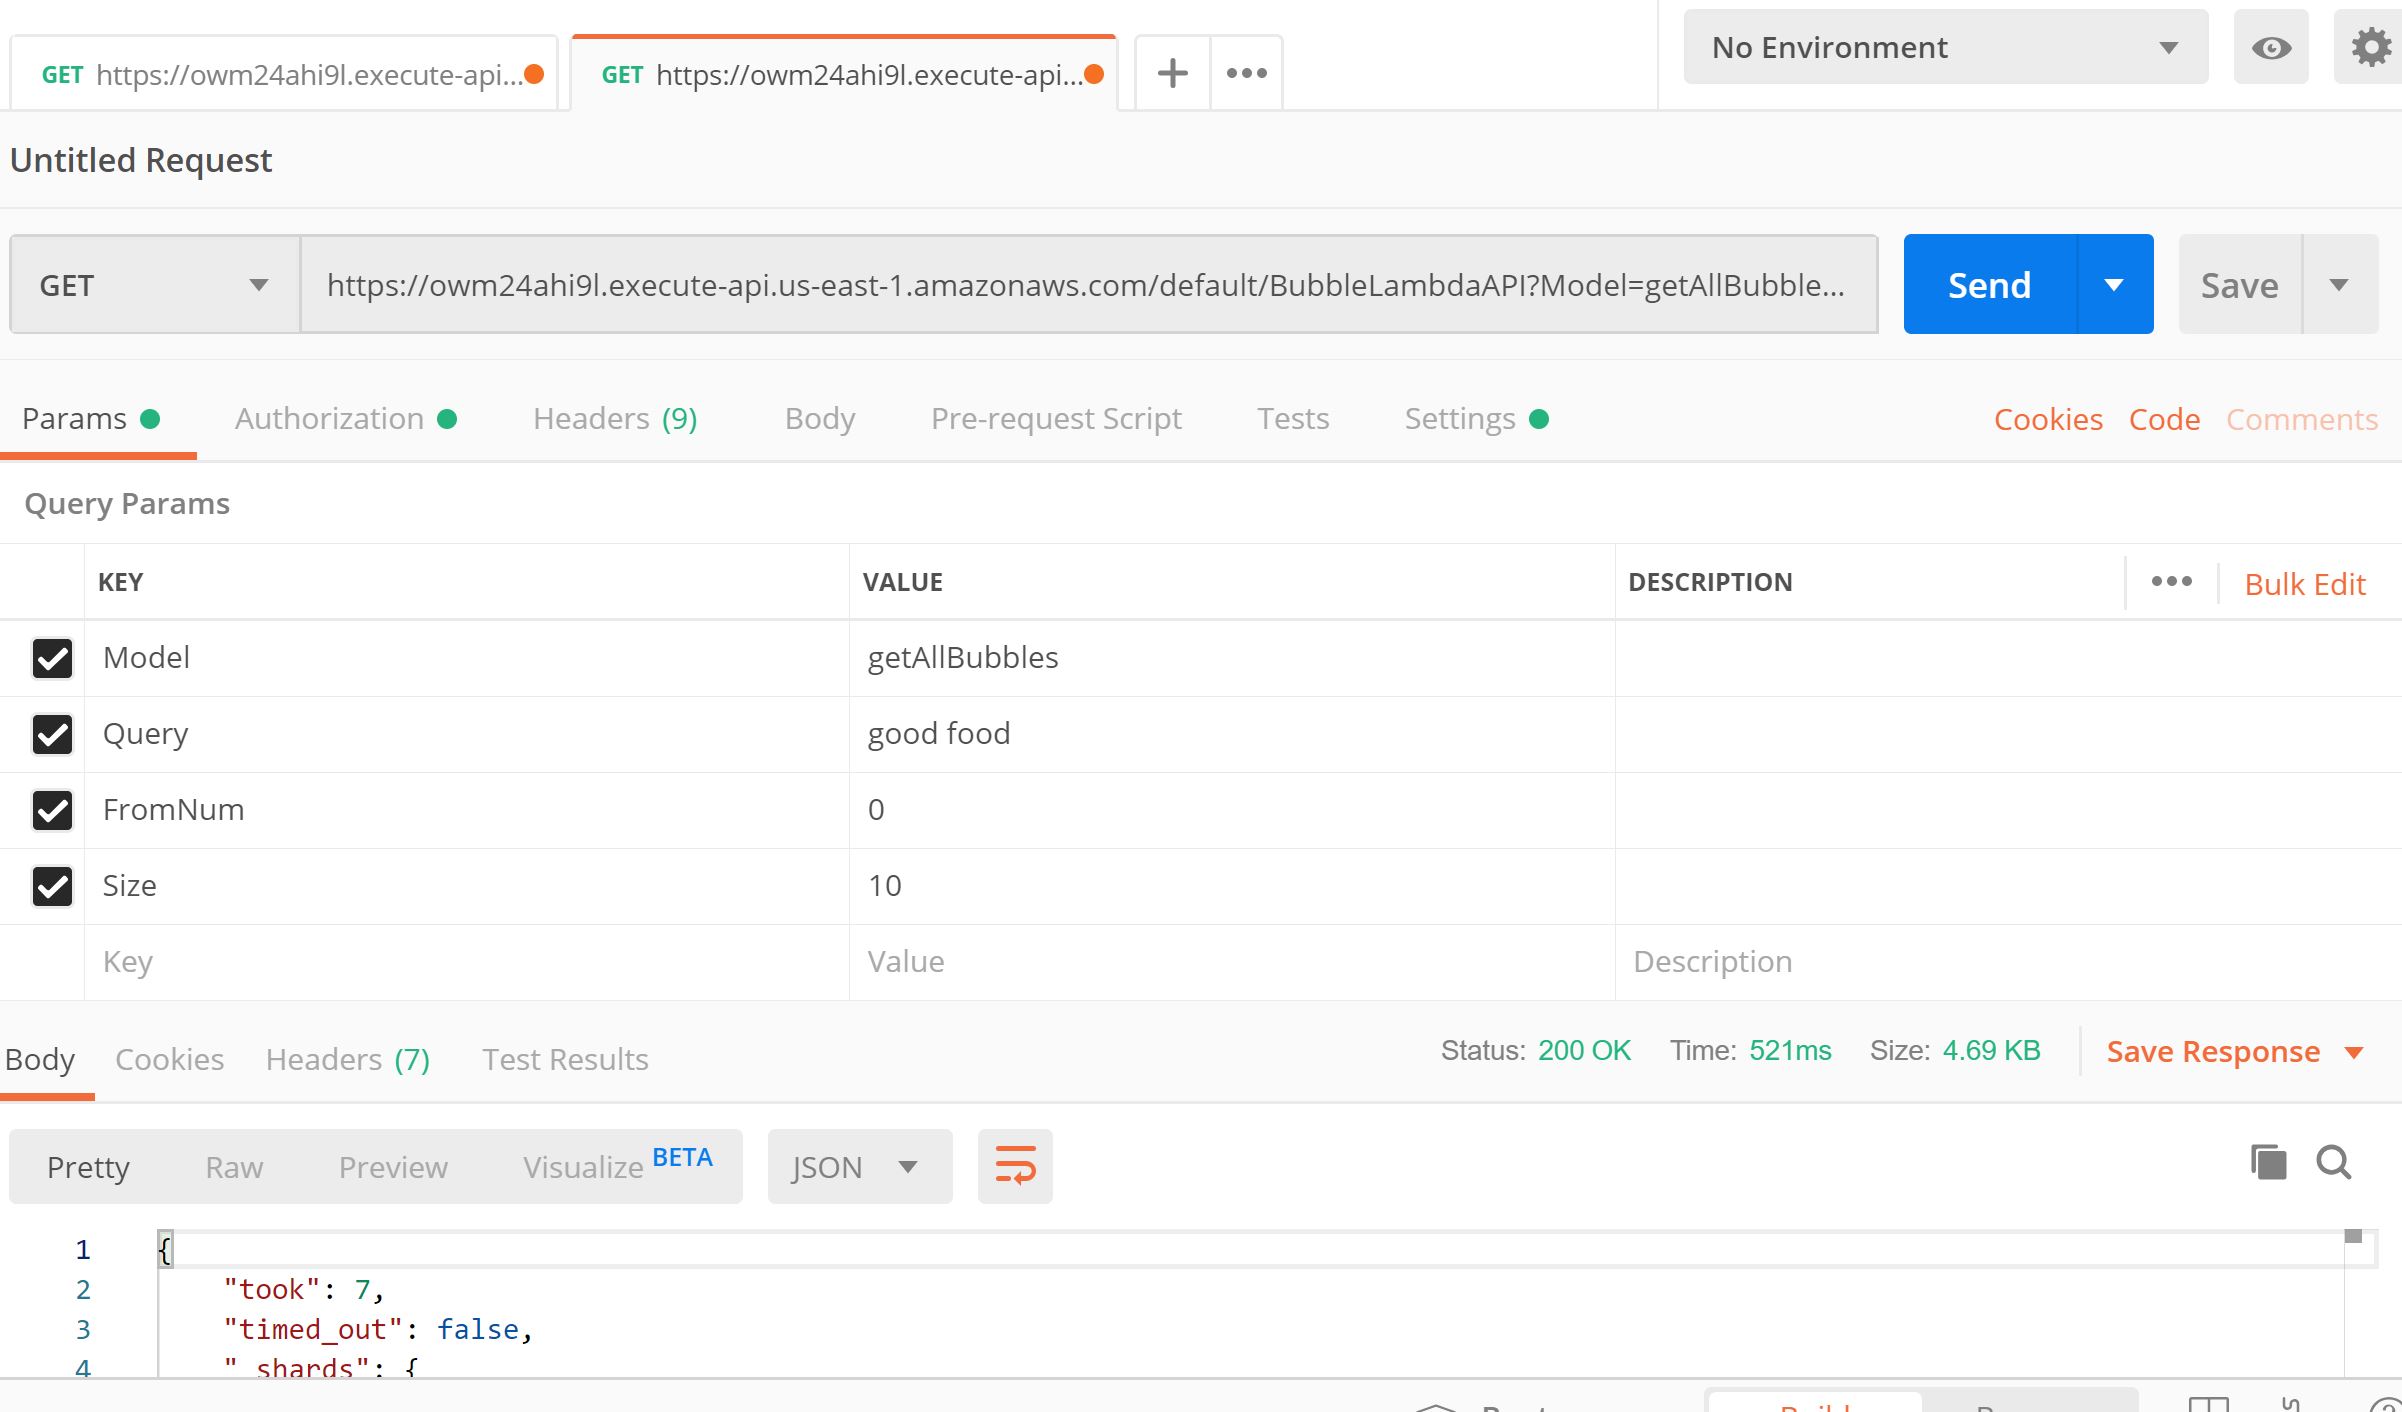 GET https://owm24ahi9l.execute-api... GET https://owm24ahi9l.execute-api... No Environment
Untitled Request
GET https://owm24ahi9l.execute-api.us-east-1.amazonaws.com/default/BubbleLambdaAPI?Model=getAllBubble... Send Save
Params Authorization Headers (9) Body Pre-request Script Tests Settings Cookies Code Comments
Query Params
KEY VALUE DESCRIPTION Bulk Edit
Model getAllBubbles
Query good food
FromNum 0
Size 10
Key Value Description
Body Cookies Headers (7) Test Results Status: 200 OK Time: 521ms Size: 4.69 KB Save Response
Pretty Raw Preview Visualize BETA JSON
1 {
2 "took": 7,
3 "timed_out": false,
4 "_shards": {